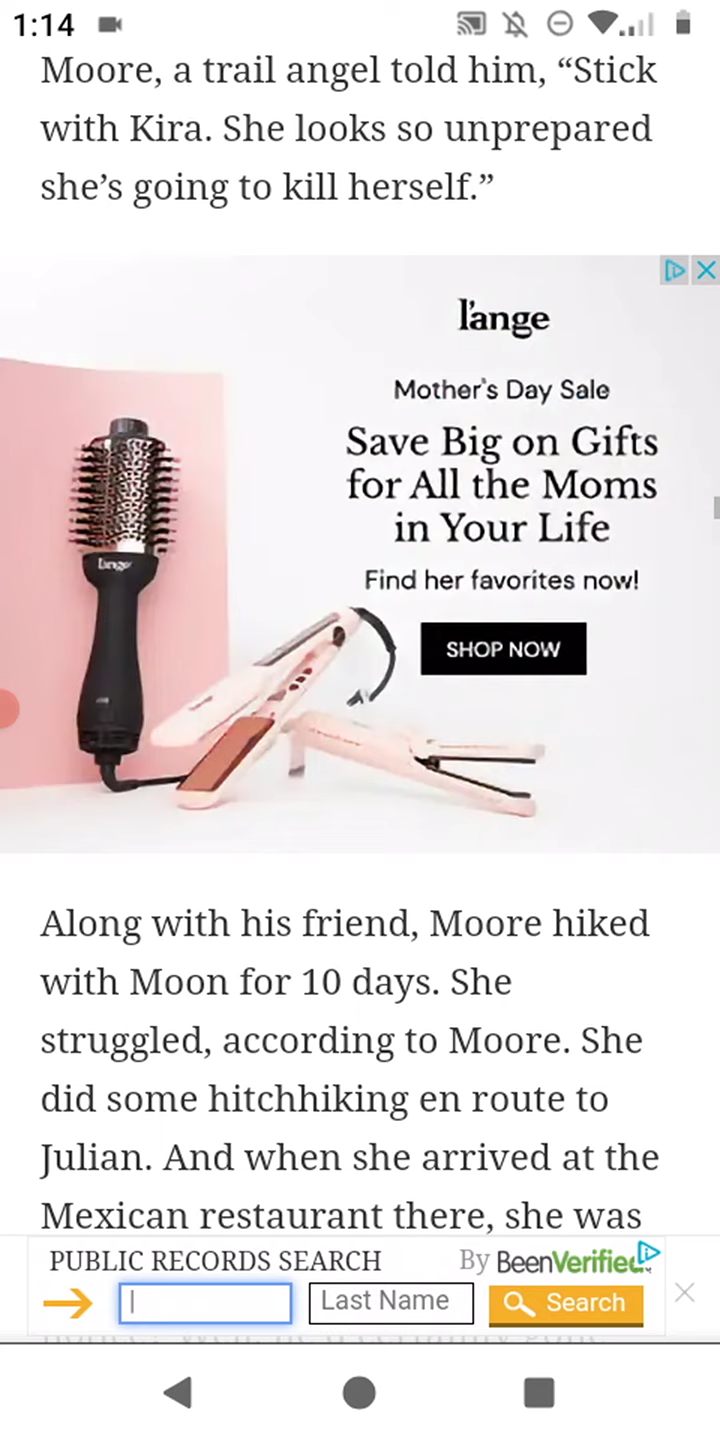 1:14
Moore, a trail angel told him, “Stick
with Kira. She looks so unprepared
she’s going to kill herself.”
l'ange
Mother's Day Sale
Save Big on Gifts
for All the Moms
in Your Life
Find her favorites now!
SHOP NOW
l'ange
Along with his friend, Moore hiked
with Moon for 10 days. She
struggled, according to Moore. She
did some hitchhiking en route to
Julian. And when she arrived at the
Mexican restaurant there, she was
PUBLIC RECORDS SEARCH By BeenVerified
Last Name Search